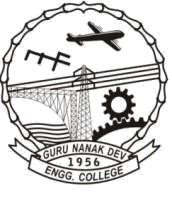 GURU NANAK DEV
1956
ENGG. COLLEGE